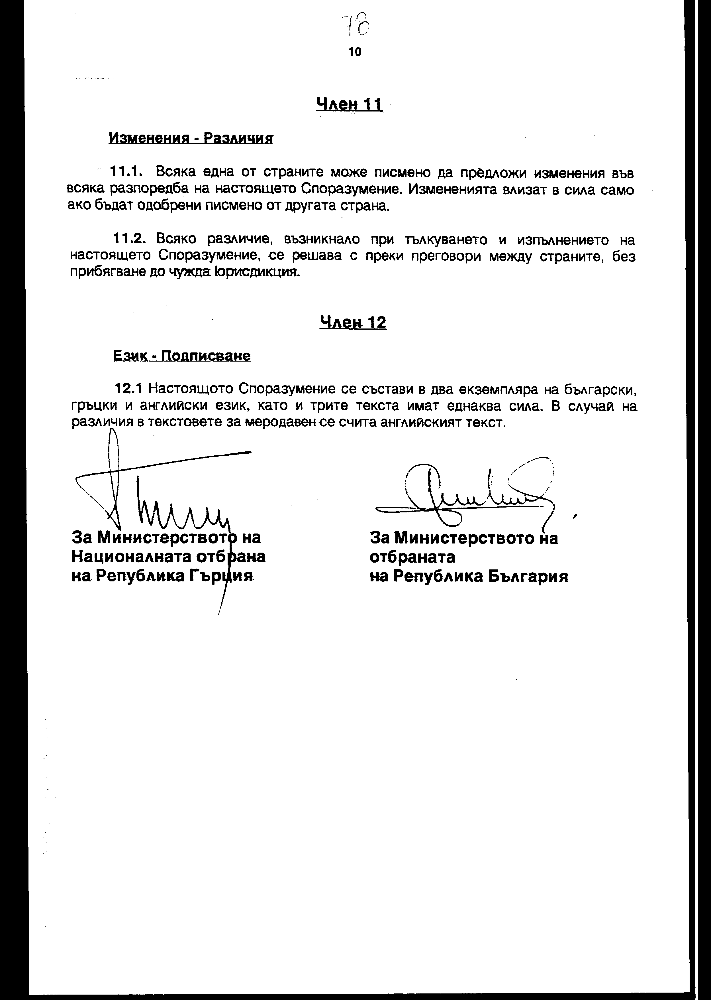 78
10
Член 11
Изменения - Различия
11.1. Всяка една от страните може писмено да предложи изменения във
всяка разпоредба на настоящето Споразумение. Измененията влизат в сила само
ако бъдат одобрени писмено от другата страна.
11.2. Всяко различие, възникнало при тълкуването и изпълнението на
настоящето Споразумение, се решава с преки преговори между страните, без
прибягване до чужда юрисдикция.
Член 12
Език - Подписване
12.1 Настоящото Споразумение се състави в два екземпляра на български,
гръцки и английски език, като и трите текста имат еднаква сила. В случай на
различия в текстовете за меродавен се счита английският текст.
За Министерството на
Националната отбрана
на Република Гърция
За Министерството на
отбраната
на Република България